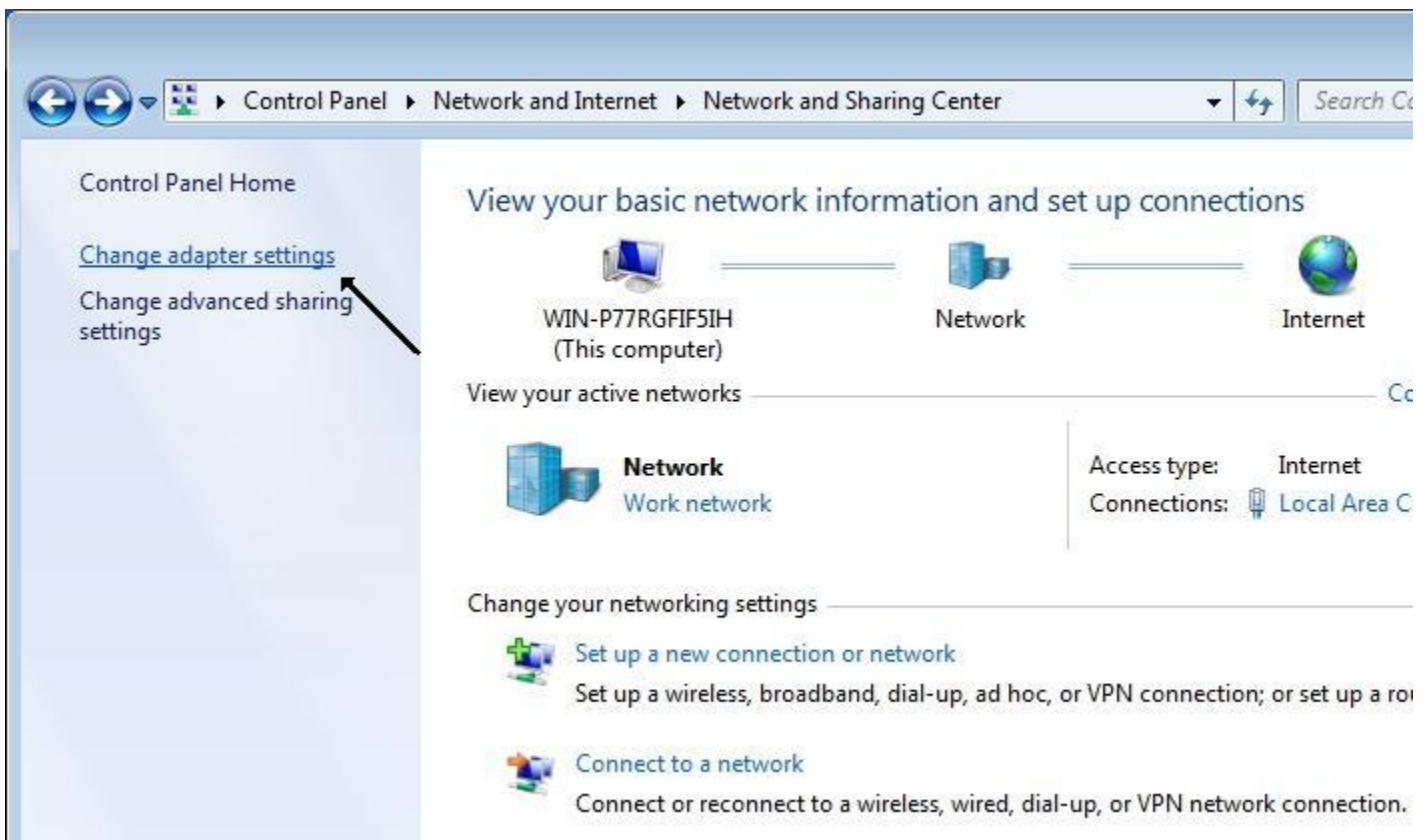 Control Panel Network and Internet Network and Sharing Center
Search
Control Panel Home
Change adapter settings
Change advanced sharing
settings
View your basic network information and set up connections
WIN-P77RGFIF5IH
(This computer)
Network
Internet
View your active networks
Network
Work network
Access type: Internet
Connections: Local Area
Change your networking settings
Set up a new connection or network
Set up a wireless, broadband, dial-up, ad hoc, or VPN connection; or set up a
Connect to a network
Connect or reconnect to a wireless, wired, dial-up, or VPN network connection.